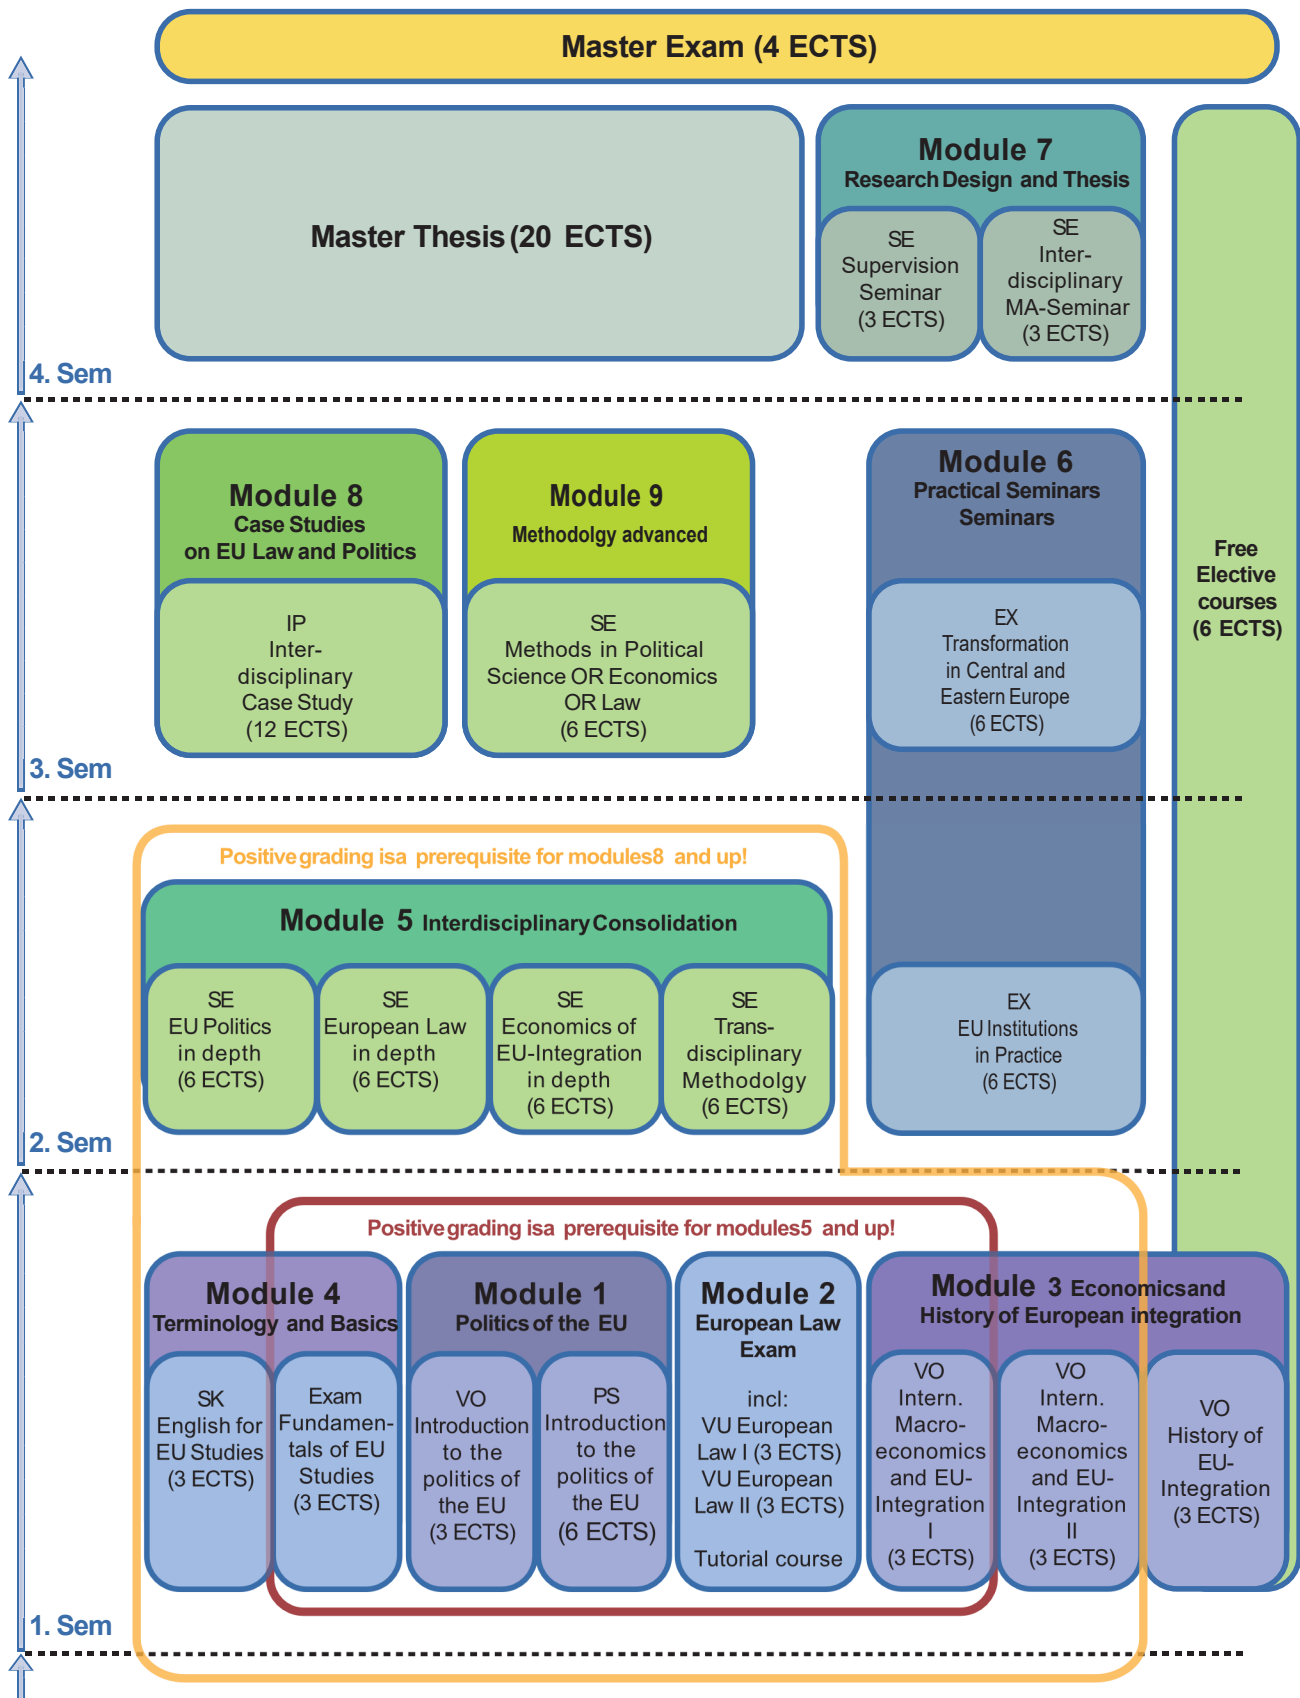 Master Exam (4 ECTS)
Master Thesis (20 ECTS)
Module 7
Research Design and Thesis
SE
Supervision
Seminar
(3 ECTS)
SE
Inter-
disciplinary
MA-Seminar
(3 ECTS)
4. Sem
Module 8
Case Studies
on EU Law and Politics
IP
Inter-
disciplinary
Case Study
(12 ECTS)
Module 9
Methodolgy advanced
SE
Methods in Political
Science OR Economics
OR Law
(6 ECTS)
Module 6
Practical Seminars
Seminars
EX
Transformation
in Central and
Eastern Europe
(6 ECTS)
Free
Elective
courses
(6 ECTS)
3. Sem
Positive grading isa prerequisite for modules8 and up!
Module 5 Interdisciplinary Consolidation
SE
EU Politics
in depth
(6 ECTS)
SE
European Law
in depth
(6 ECTS)
SE
Economics of
EU-Integration
in depth
(6 ECTS)
SE
Trans-
disciplinary
Methodolgy
(6 ECTS)
EX
EU Institutions
in Practice
(6 ECTS)
2. Sem
Positive grading isa prerequisite for modules5 and up!
Module 4
Terminology and Basics
SK
English for
EU Studies
(3 ECTS)
Exam
Fundamen-
tals of EU
Studies
(3 ECTS)
Module 1
Politics of the EU
VO
Introduction
to the
politics of
the EU
(3 ECTS)
PS
Introduction
to the
politics of
the EU
(6 ECTS)
Module 2
European Law
Exam
incl:
VU European
Law I (3 ECTS)
VU European
Law II (3 ECTS)
Tutorial course
Module 3 Economics and
History of European integration
VO
Intern.
Macro-
economics
and EU-
Integration
I
(3 ECTS)
VO
Intern.
Macro-
economics
and EU-
Integration
II
(3 ECTS)
VO
History of
EU-
Integration
(3 ECTS)
1. Sem